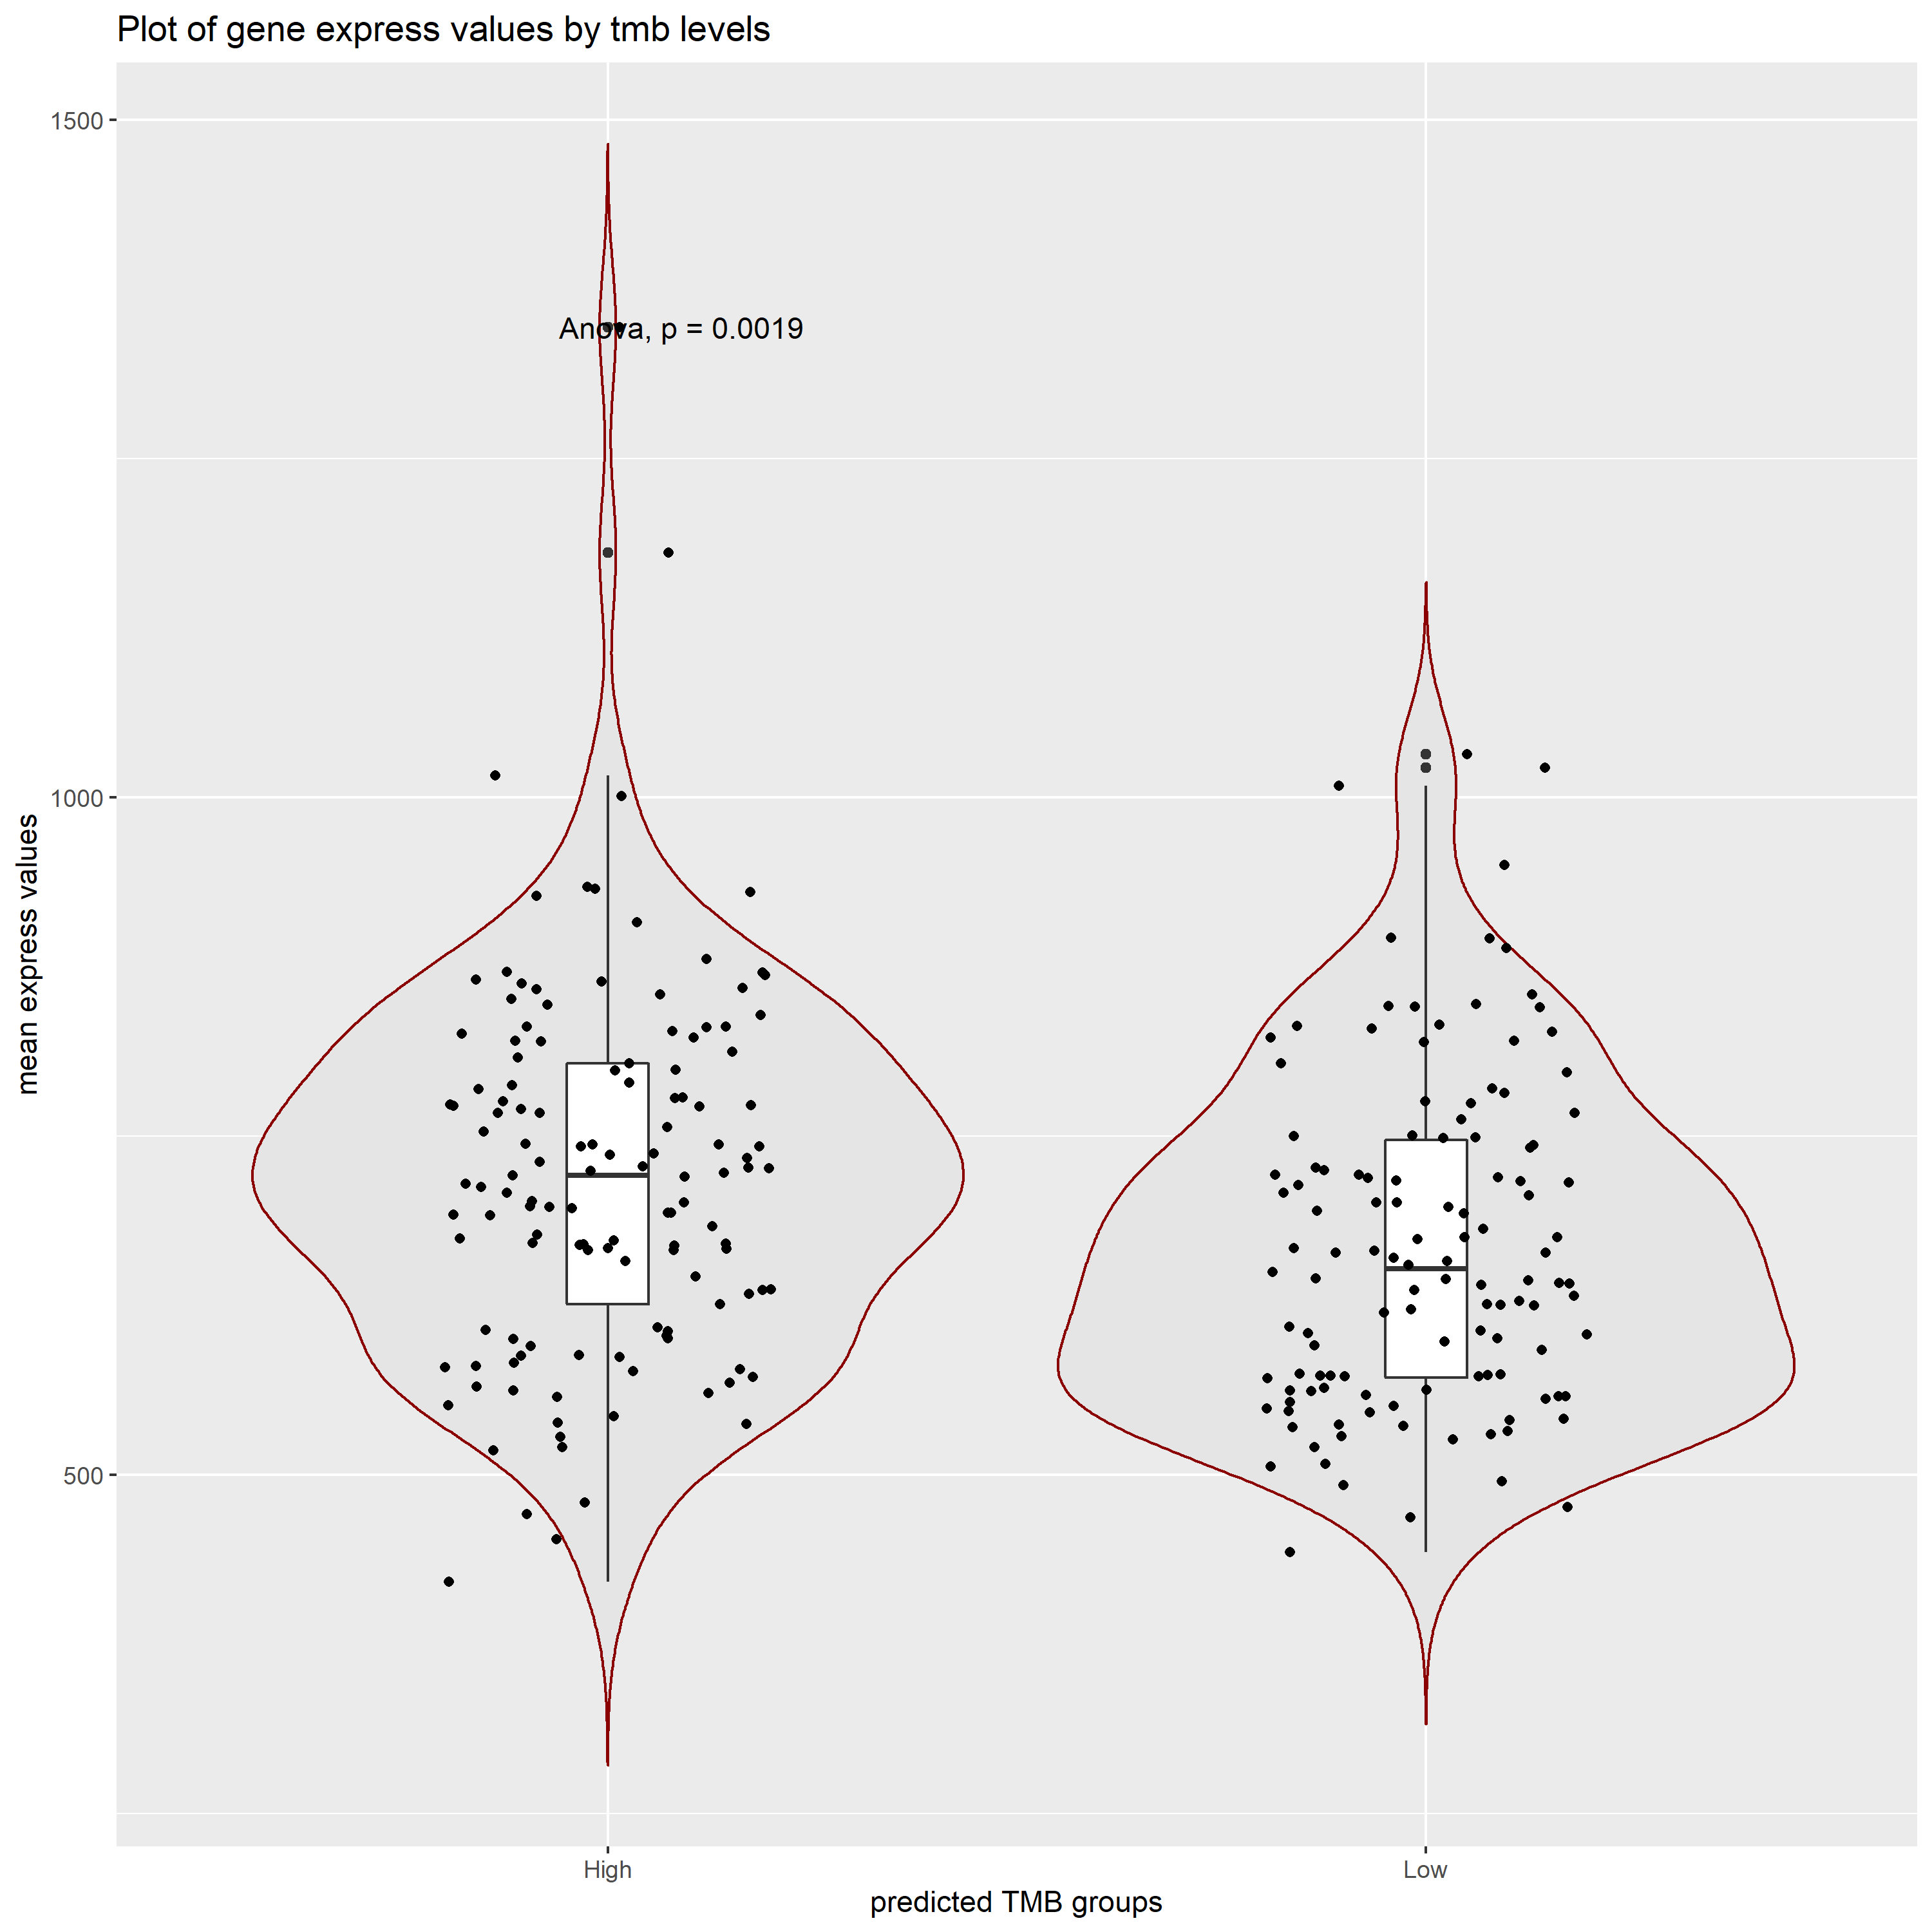 Plot of gene express values by tmb levels
1500
Anova, p = 0.0019
1000
mean express values
500
High
Low
predicted TMB groups